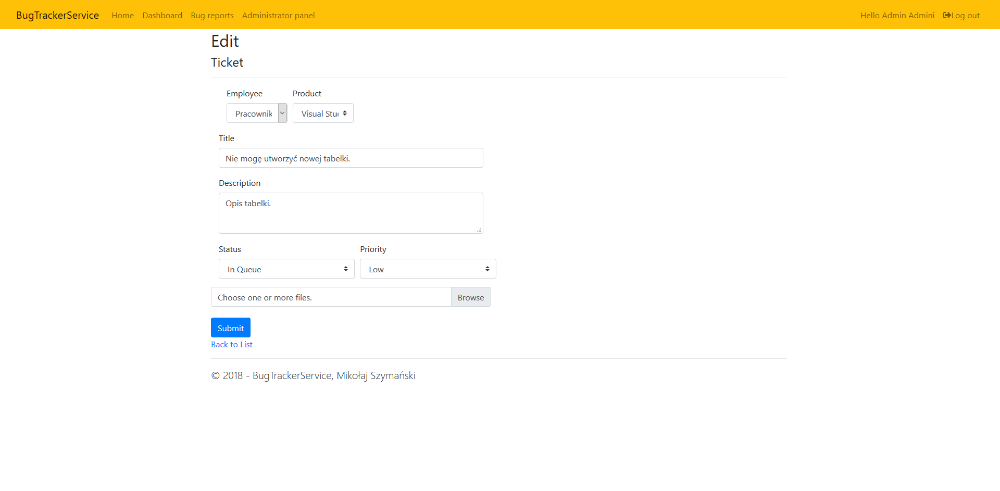 BugTrackerService Home Dashboard Bug reports Administrator panel Hello Admin Admini Log out
Edit
Ticket
Employee Product
Pracownik Visual Stu
Title
Nie mogę utworzyć nowej tabelki.
Description
Opis tabelki.
Status Priority
In Queue Low
Choose one or more files. Browse
Submit
Back to List
© 2018 - BugTrackerService, Mikołaj Szymański